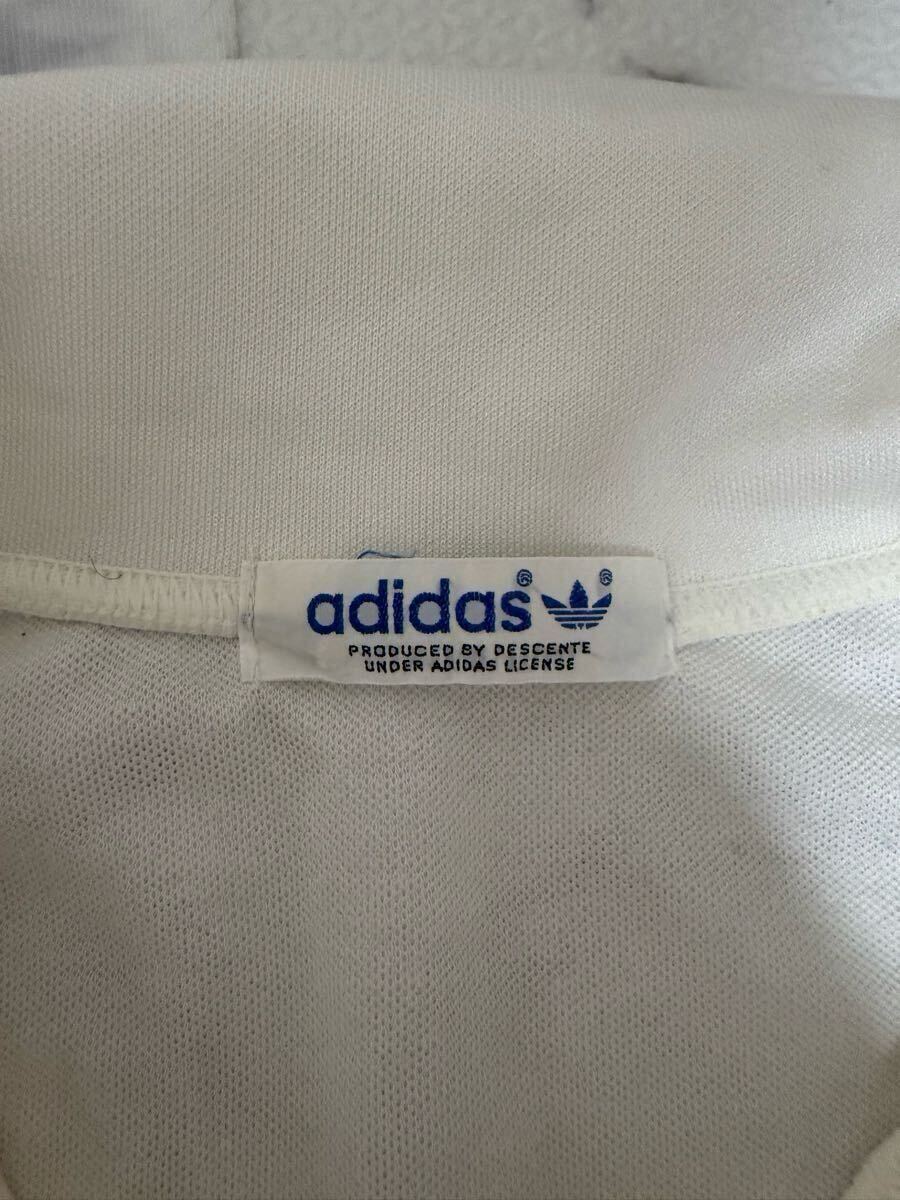 adidas®®
PRODUCED BY DESCENTE
UNDER ADIDAS LICENSE